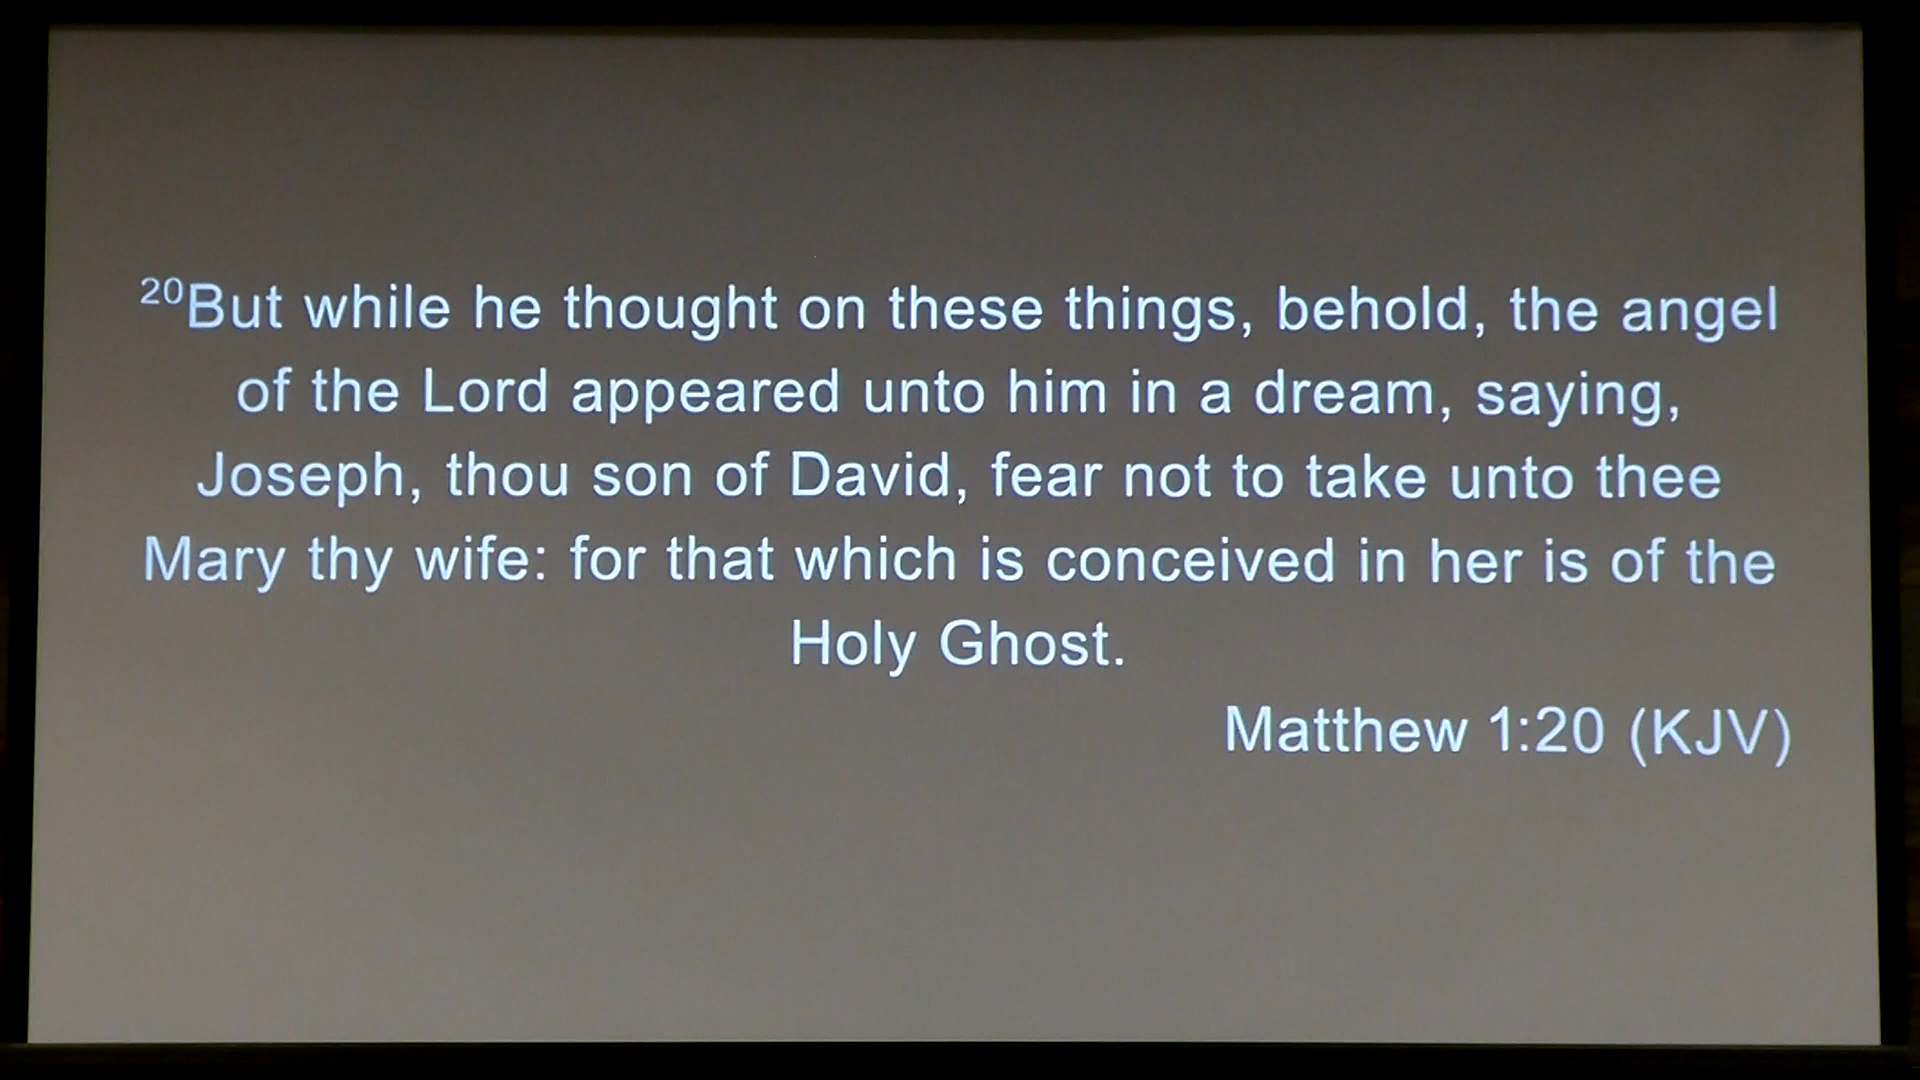 20But while he thought on these things, behold, the angel
of the Lord appeared unto him in a dream, saying,
Joseph, thou son of David, fear not to take unto thee
Mary thy wife: for that which is conceived in her is of the
Holy Ghost.
Matthew 1:20 (KJV)